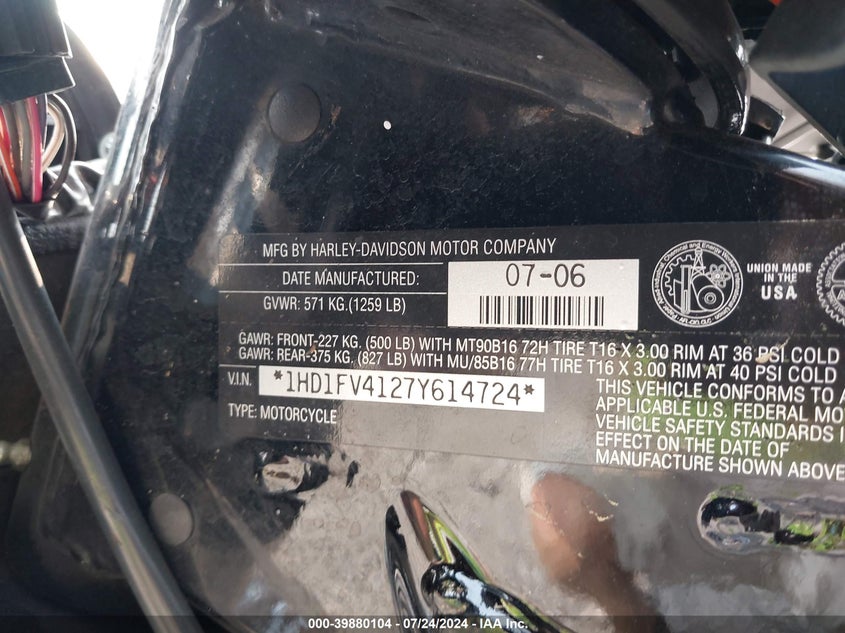 MFG BY HARLEY-DAVIDSON MOTOR COMPANY
DATE MANUFACTURED: 07-06
GVWR: 571 KG.(1259 LB)
UNION MADE
IN THE
USA
GAWR: FRONT-227 KG. (500 LB) WITH MT90B16 72H TIRE T16 X 3.00 RIM AT 36 PSI COLD
GAWR: REAR-375 KG. (827 LB) WITH MU/85B16 77H TIRE T16 X 3.00 RIM AT 40 PSI COLD
V.I.N. *1HD1FV4127Y614724*
TYPE: MOTORCYCLE
THIS VEHICLE CONFORMS TO A
APPLICABLE U.S. FEDERAL MO
VEHICLE SAFETY STANDARDS I
EFFECT ON THE DATE OF
MANUFACTURE SHOWN ABOVE
000-39880104 - 07/24/2024 - IAA Inc.